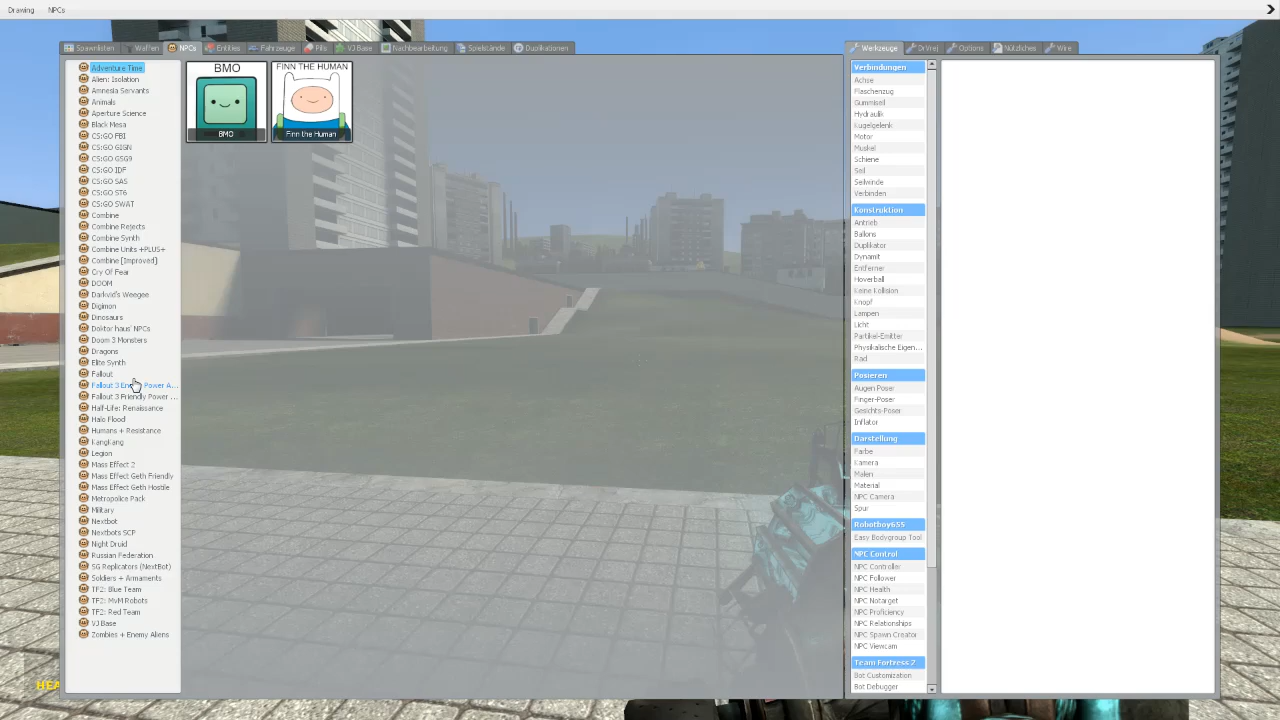 Drawing NPCs
Spawnlisten Waffen NPCs Entities Fahrzeuge Pills VJ Base Nachbearbeitung Spielstände Duplikationen
Adventure Time
Alien: Isolation
Amnesia Servants
Animals
Aperture Science
Black Mesa
CS:GO FBI
CS:GO GIGN
CS:GO GSG9
CS:GO IDF
CS:GO SAS
CS:GO ST6
CS:GO SWAT
Combine
Combine Rejects
Combine Synth
Combine Units +PLUS+
Combine [Improved]
Cry Of Fear
DOOM
Darkvid's Weegee
Digimon
Dinosaurs
Doktor haus' NPCs
Doom 3 Monsters
Dragons
Elite Synth
Fallout
Fallout 3 Power A...
Fallout 3 Friendly Power ...
Half-Life: Renaissance
Halo Flood
Humans + Resistance
KangKang
Legion
Mass Effect 2
Mass Effect Geth Friendly
Mass Effect Geth Hostile
Metropolice Pack
Military
Nextbot
Nextbots SCP
Night Druid
Russian Federation
SG Replicators (NextBot)
Soldiers + Armaments
TF2: Blue Team
TF2: MvM Robots
TF2: Red Team
VJ Base
Zombies + Enemy Aliens
BMO
BMO
FINN THE HUMAN
Finn the Human
Werkzeuge DrVrej Options Nützliches Wire
Verbindungen
Achse
Flaschenzug
Gummiseil
Hydraulik
Kugelgelenk
Motor
Muskel
Schiene
Seil
Seilwinde
Verbinden
Konstruktion
Antrieb
Ballons
Duplikator
Dynamit
Entferner
Hoverball
Keine Kollision
Knopf
Lampen
Licht
Partikel-Emitter
Physikalische Eigen...
Rad
Posieren
Augen Poser
Finger-Poser
Gesichts-Poser
Inflator
Darstellung
Farbe
Kamera
Malen
Material
NPC Camera
Spur
Robotboy655
Easy Bodygroup Tool
NPC Control
NPC Controller
NPC Follower
NPC Health
NPC Notarget
NPC Proficiency
NPC Relationships
NPC Spawn Creator
NPC Viewcam
Team Fortress 2
Bot Customization
Bot Debugger